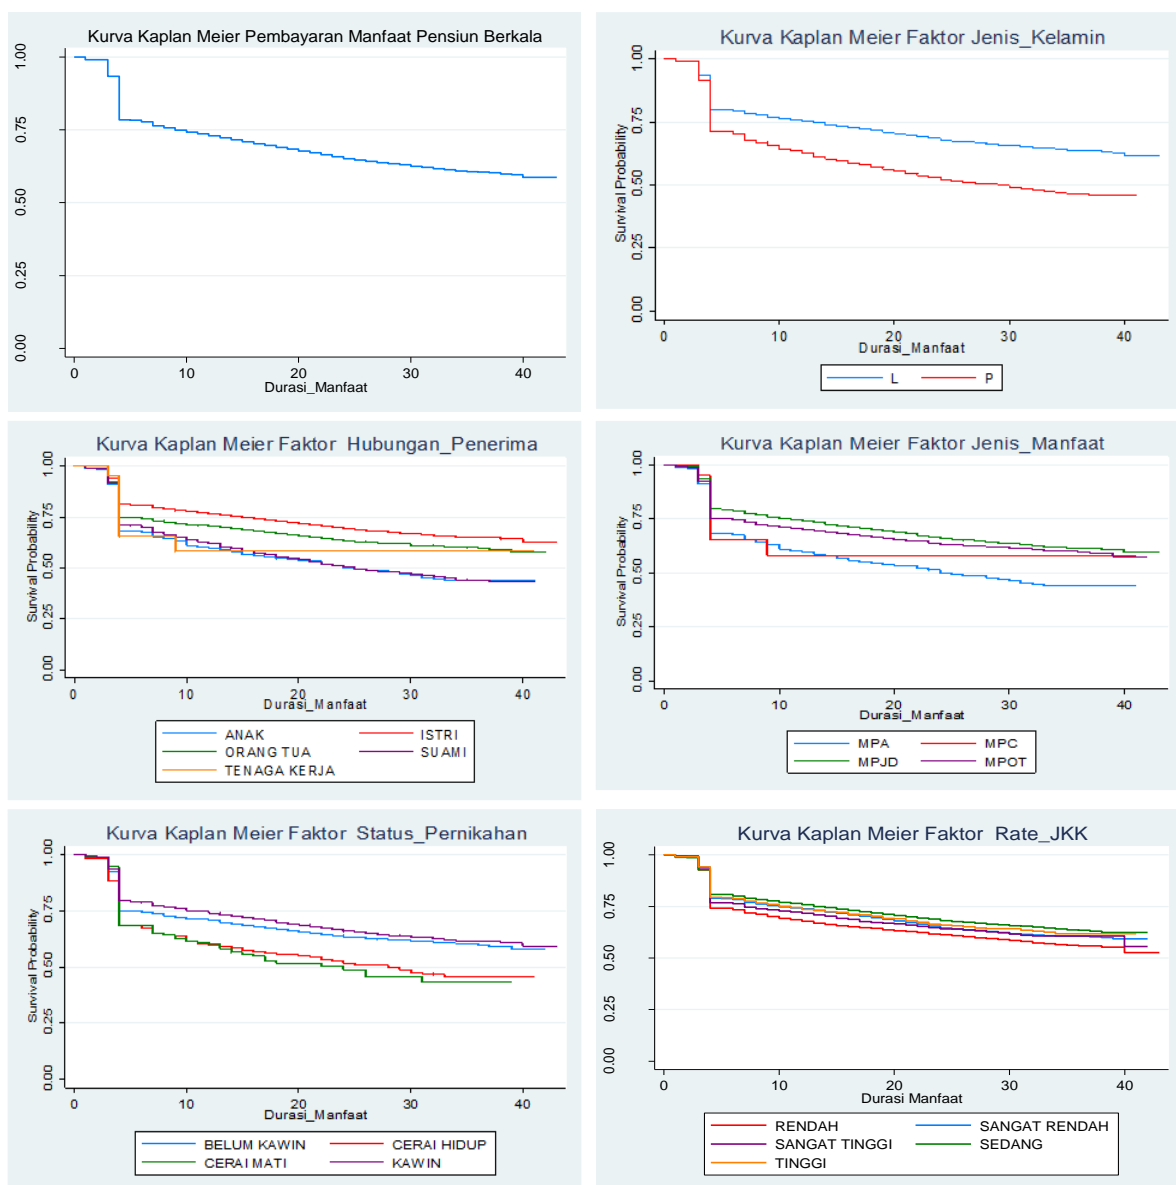 Kurva Kaplan Meier Pembayaran Manfaat Pensiun Berkala
1.00
0.75
0.50
0.25
0.00
0 10 20 30 40
Durasi_Manfaat
Kurva Kaplan Meier Faktor Jenis_Kelamin
Survival Probability
1.00
0.75
0.50
0.25
0.00
0 10 20 30 40
Durasi_Manfaat
L P
Kurva Kaplan Meier Faktor Hubungan_Penerima
Survival Probability
1.00
0.75
0.50
0.25
0.00
0 10 20 30 40
Durasi_Manfaat
ANAK ISTRI
ORANG TUA SUAMI
TENAGA KERJA
Kurva Kaplan Meier Faktor Jenis_Manfaat
Survival Probability
1.00
0.75
0.50
0.25
0.00
0 10 20 30 40
Durasi_Manfaat
MPA MPC
MPJD MPOT
Kurva Kaplan Meier Faktor Status_Pernikahan
Survival Probability
1.00
0.75
0.50
0.25
0.00
0 10 20 30 40
Durasi_Manfaat
BELUM KAWIN CERAI HIDUP
CERAI MATI KAWIN
Kurva Kaplan Meier Faktor Rate_JKK
1.00
0.75
0.50
0.25
0.00
0 10 20 30 40
Durasi Manfaat
RENDAH SANGAT RENDAH
SANGAT TINGGI SEDANG
TINGGI